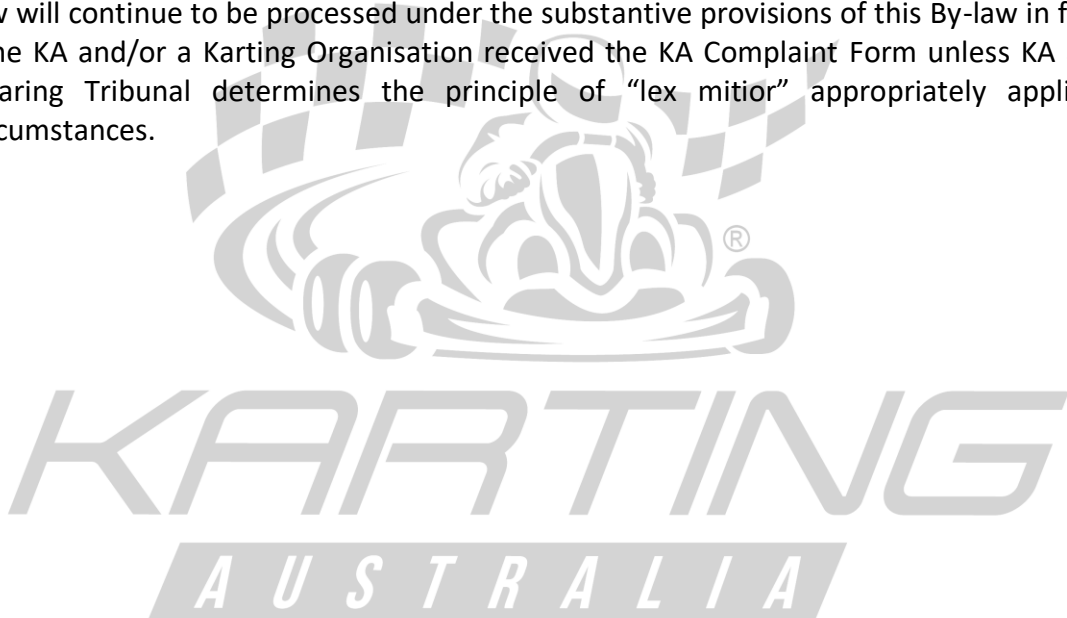 w will continue to be processed under the substantive provisions of this By-law in f
he KA and/or a Karting Organisation received the KA Complaint Form unless KA
aring Tribunal determines the principle of “lex mitior” appropriately appli
cumstances.
®
KARTING
AUSTRALIA